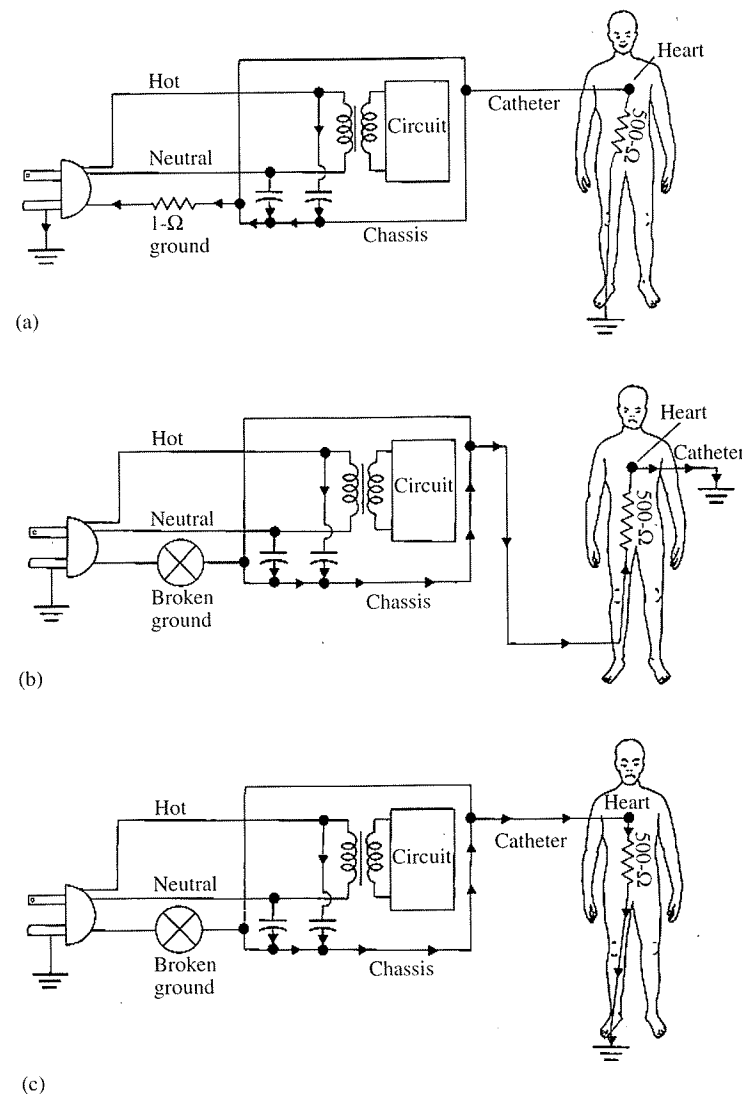 Hot
Heart
Catheter
Circuit
500-Ω
Neutral
1-Ω
ground
Chassis
(a)
Hot
Heart
Catheter
Circuit
500-Ω
Neutral
Broken
ground
Chassis
(b)
Hot
Heart
Catheter
Circuit
500-Ω
Neutral
Broken
ground
Chassis
(c)